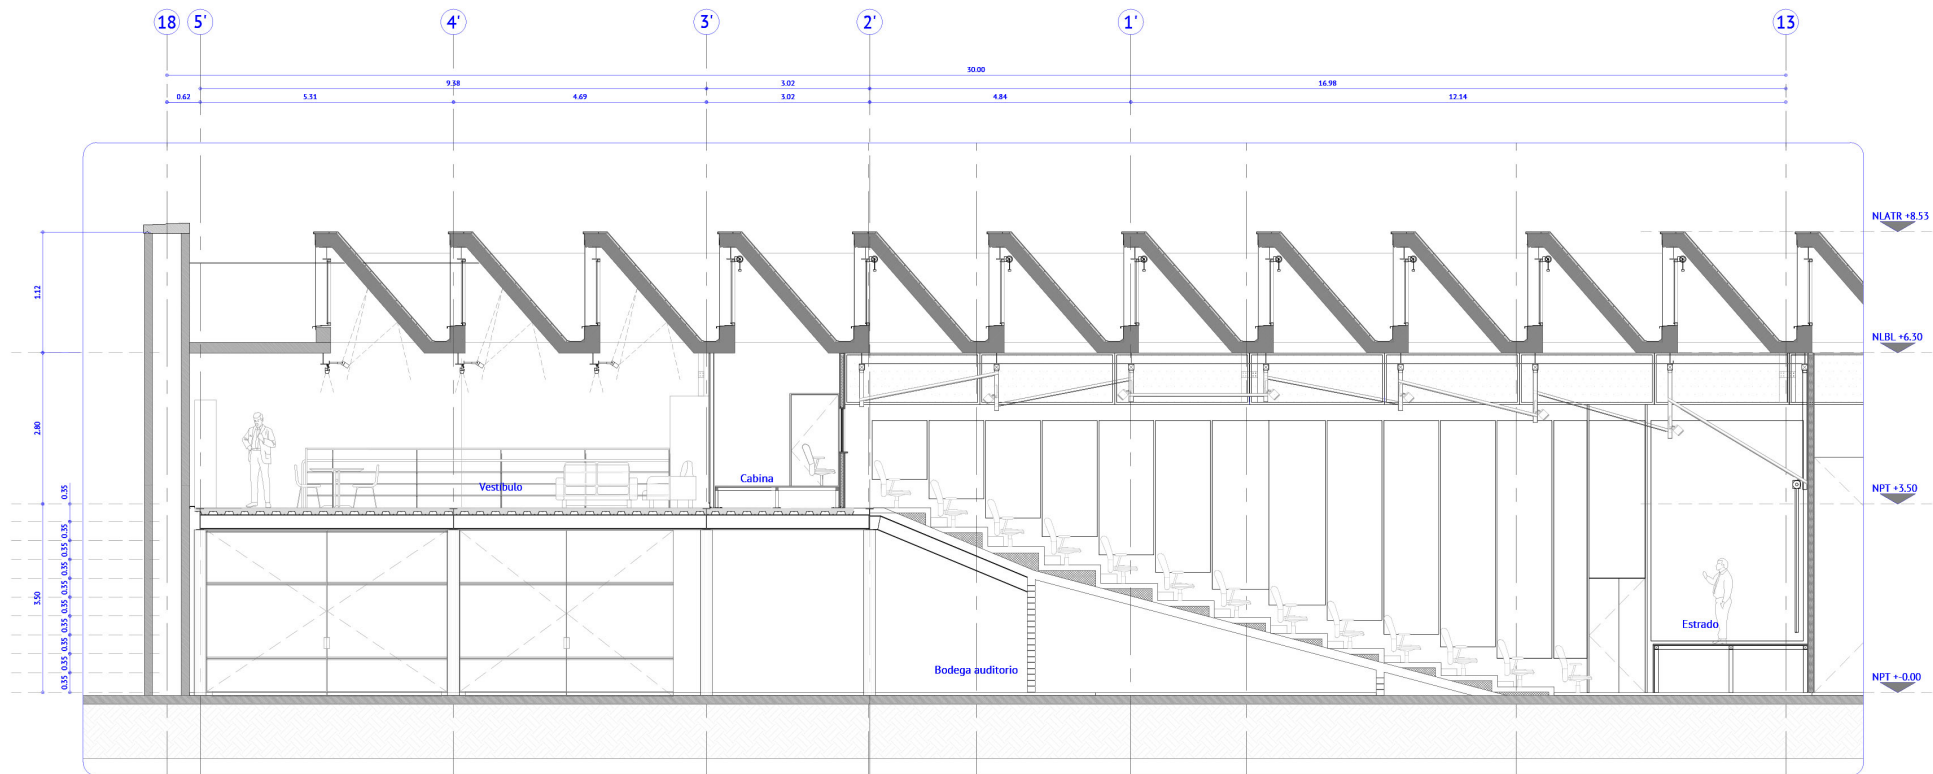 18 5' 4' 3' 2' 1' 13
30.00
9.38 3.02 16.98
0.62 5.31 4.69 3.02 4.84 12.14
NLATR +8.53
1.12
NLBL +6.30
2.80
Vestíbulo
Cabina
NPT +3.50
0.35
0.35
0.35
0.35
0.35
0.35
0.35
0.35
0.35
0.35
3.50
Estrado
Bodega auditorio
NPT +-0.00